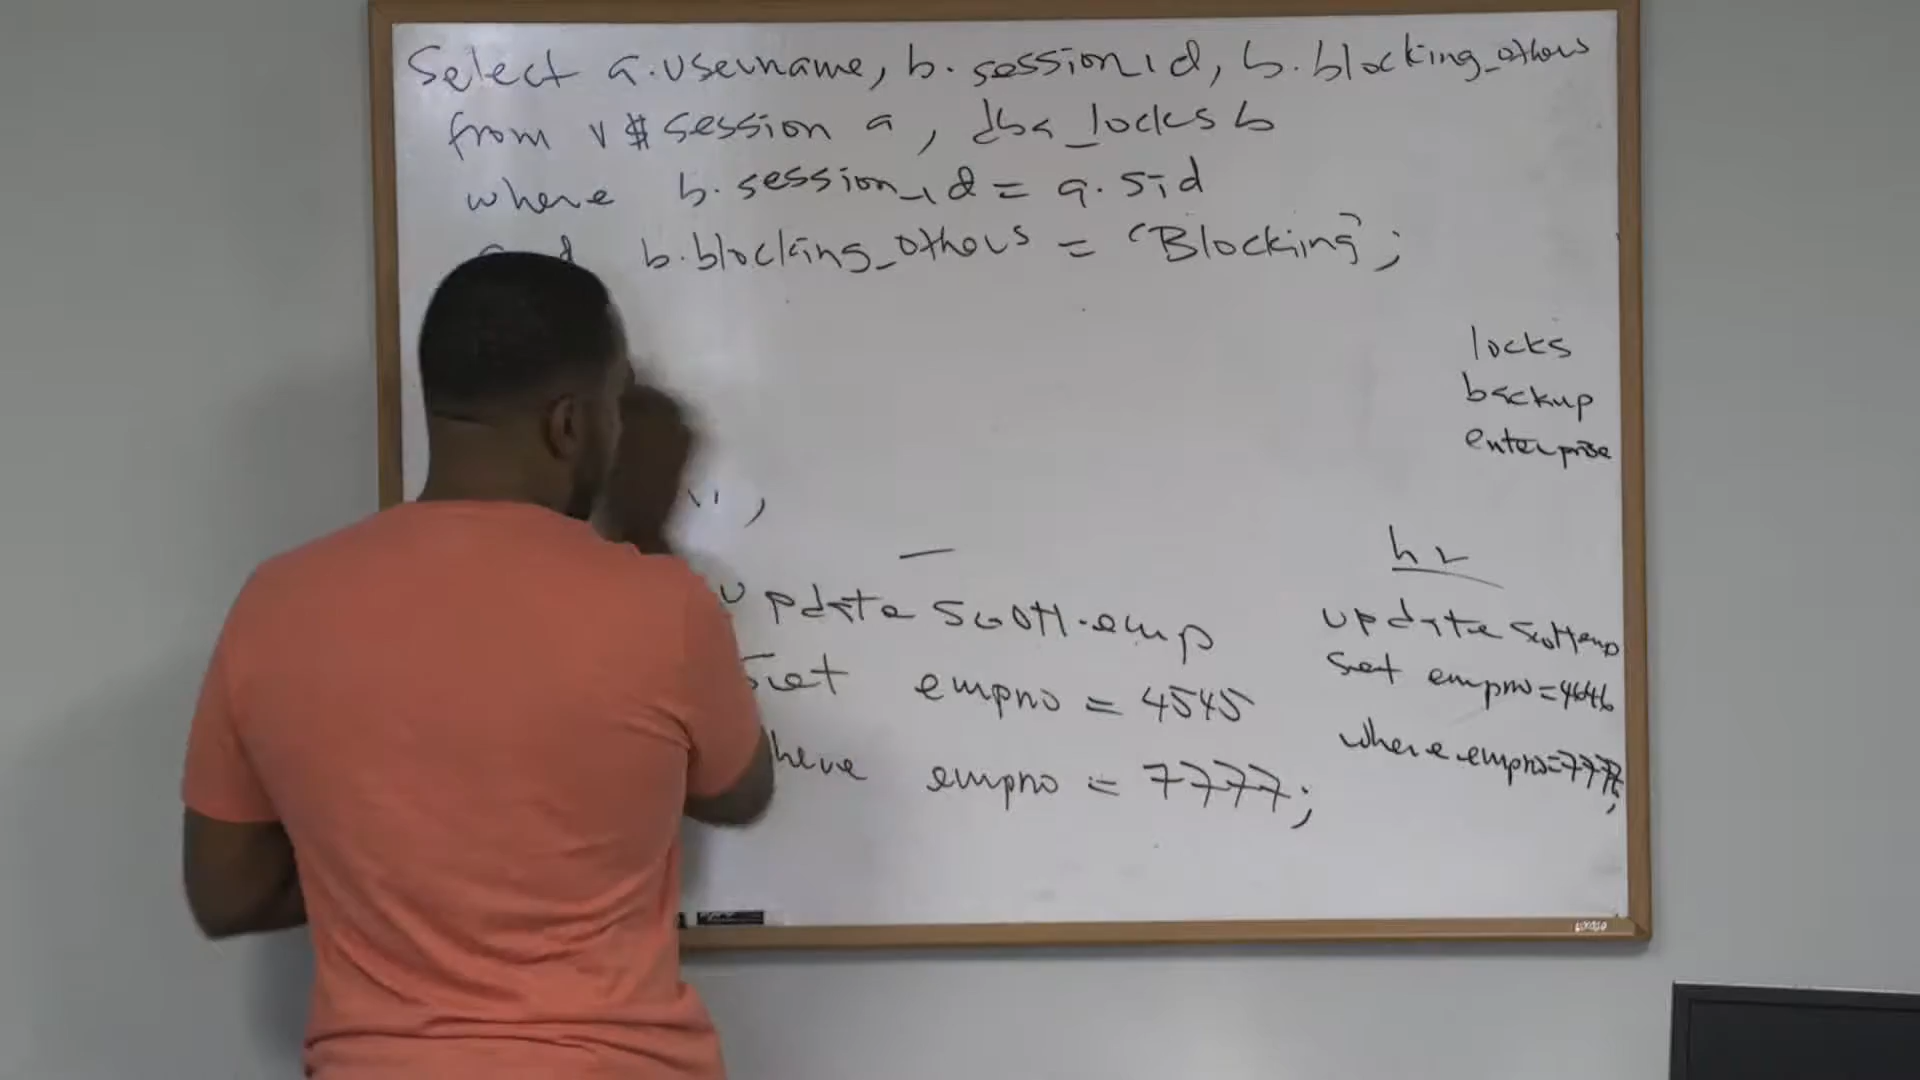 Select a.username, b.session_id, b.blocking_others
from v$session a, dba_locks b
where b.session_id = a.sid
and b.blocking_others = 'Blocking';
locks
backup
enterprise
update scott.emp
set empno = 4545
where empno = 7777;
hr
update scott.emp
set empno=4646
where empno=7777;